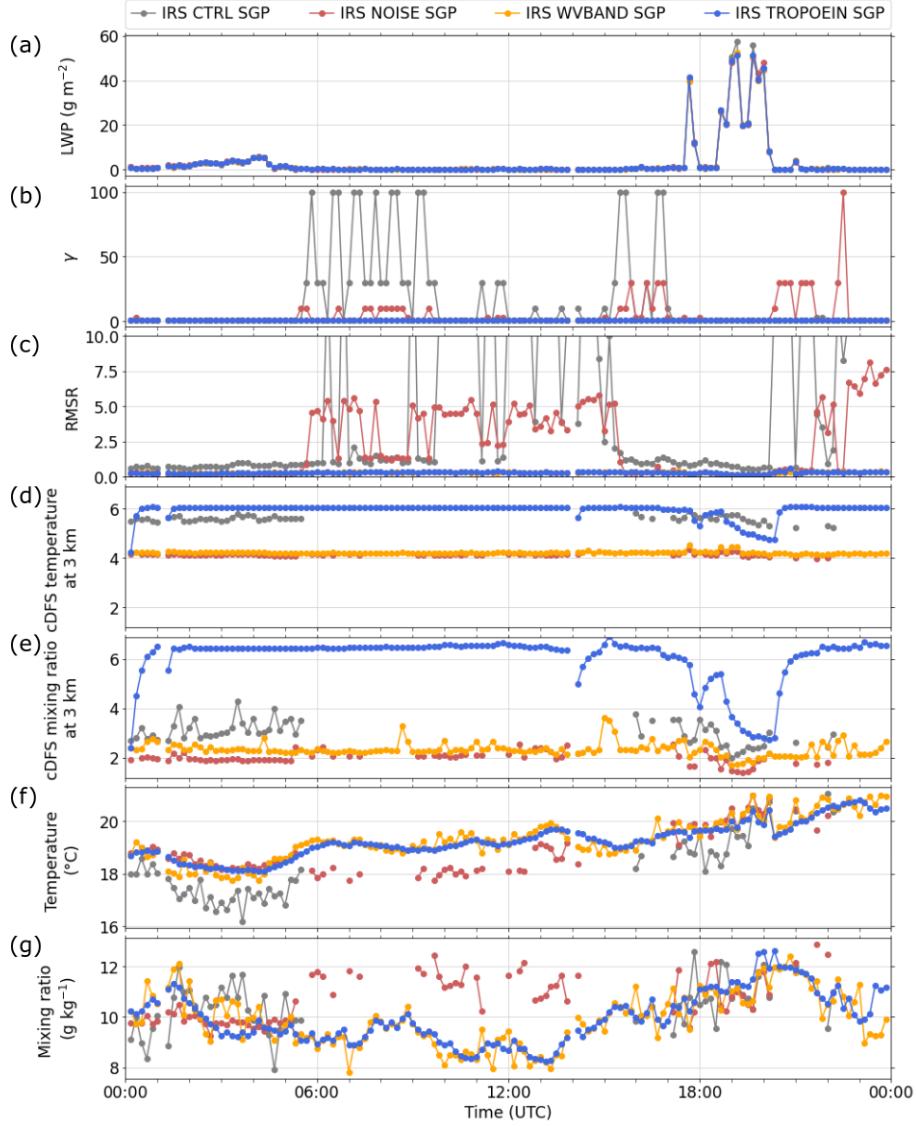 IRS CTRL SGP IRS NOISE SGP IRS WVBAND SGP IRS TROPOEIN SGP
(a)
60
40
20
0
LWP (g m⁻²)
(b)
100
50
0
γ
(c)
10.0
7.5
5.0
2.5
0.0
RMSR
(d)
6
4
2
cDFS temperature
at 3 km
(e)
6
4
2
cDFS mixing ratio
at 3 km
(f)
20
18
16
Temperature
(°C)
(g)
12
10
8
Mixing ratio
(g kg⁻¹)
00:00 06:00 12:00 18:00 00:00
Time (UTC)